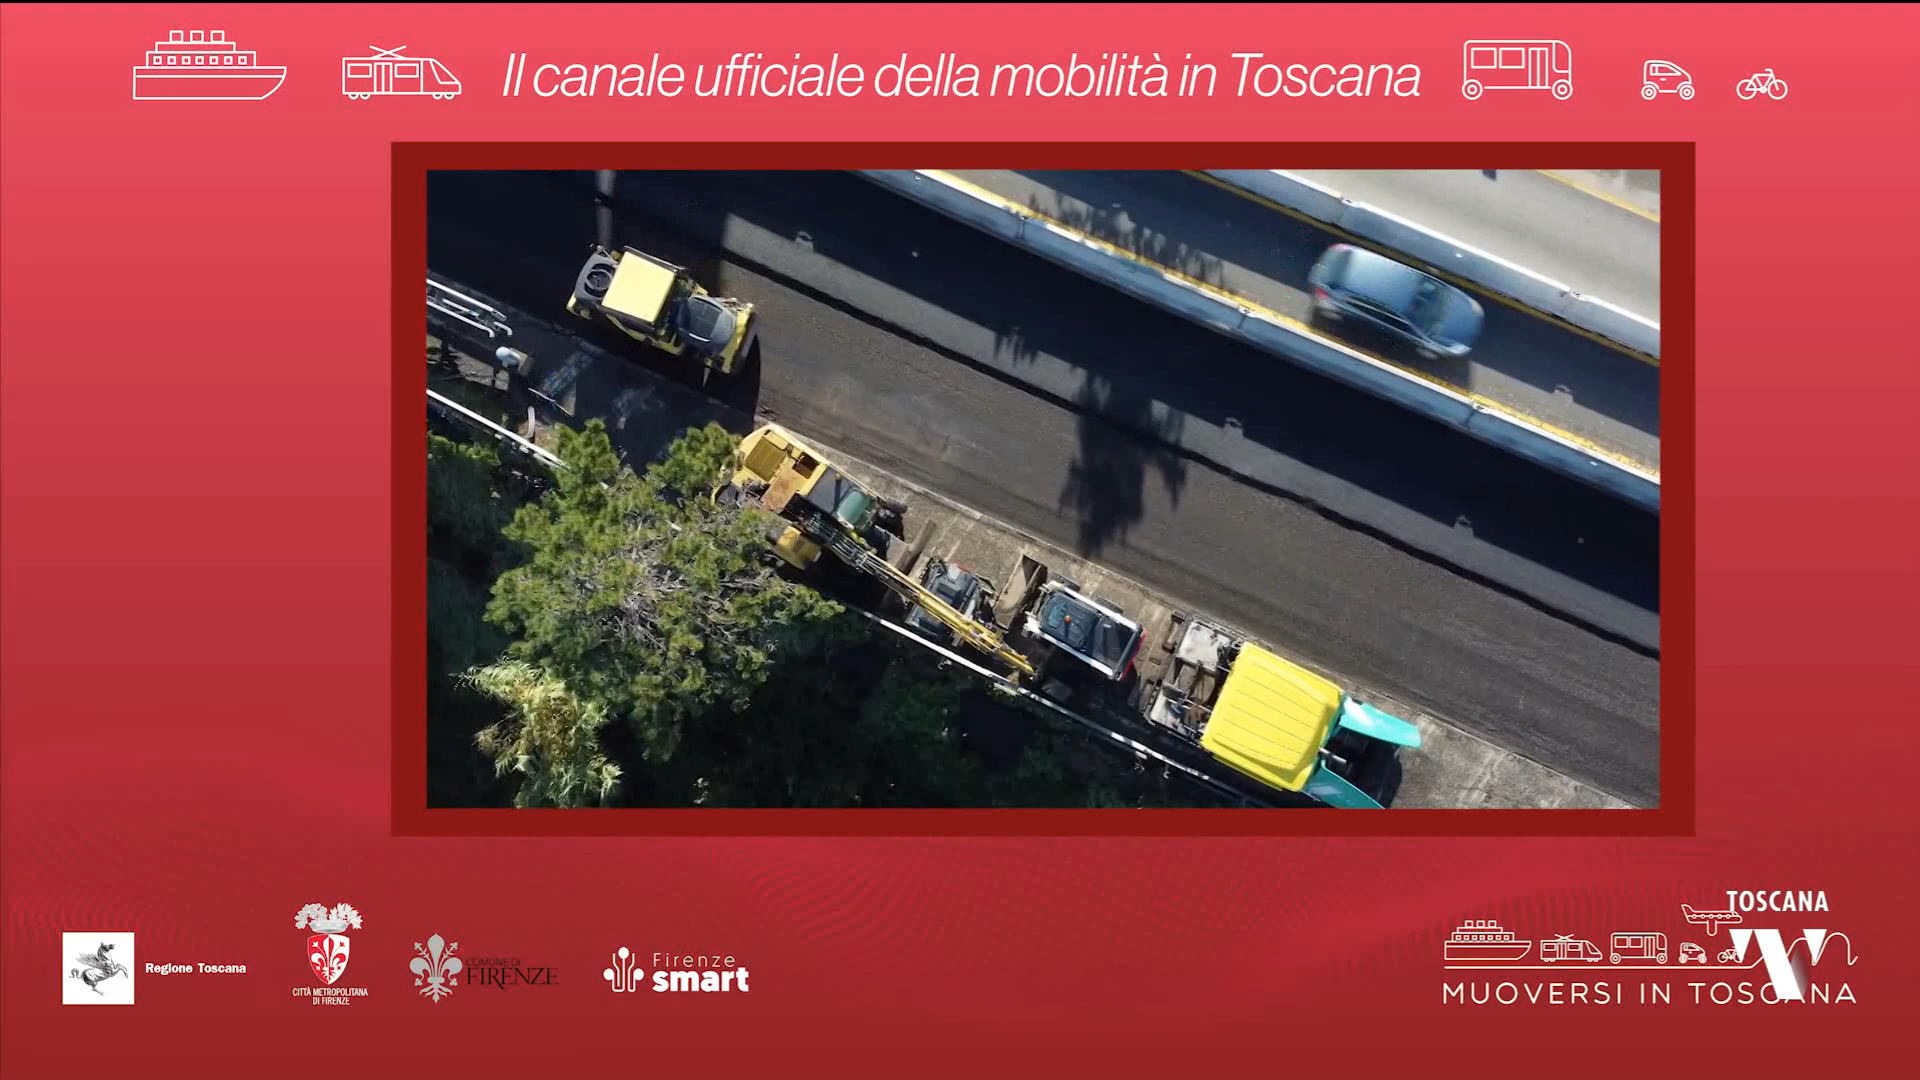 Il canale ufficiale della mobilità in Toscana
TOSCANA
Regione Toscana
CITTÀ METROPOLITANA
DI FIRENZE
COMUNE DI
FIRENZE
Firenze
smart
MUOVERSI IN TOSCANA